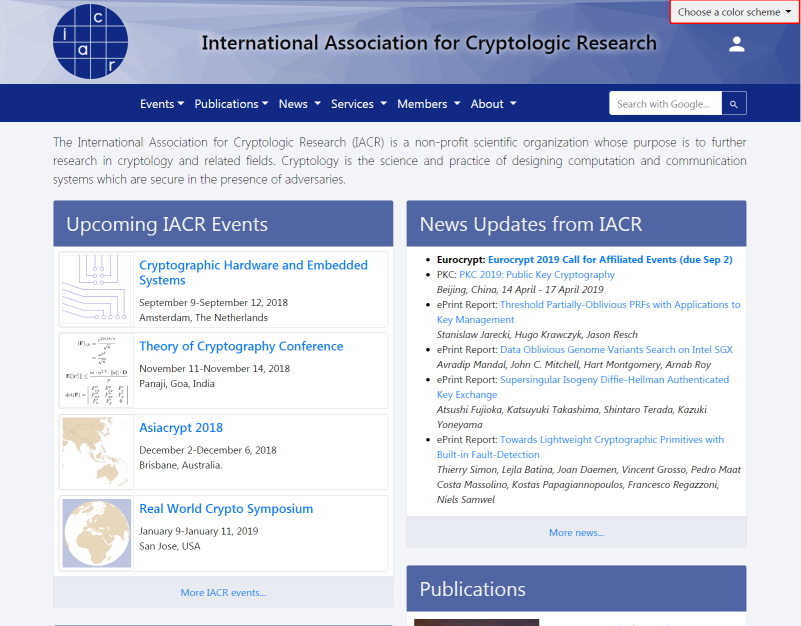 Choose a color scheme
i
c
a
r
International Association for Cryptologic Research
Events Publications News Services Members About
Search with Google...
The International Association for Cryptologic Research (IACR) is a non-profit scientific organization whose purpose is to further
research in cryptology and related fields. Cryptology is the science and practice of designing computation and communication
systems which are secure in the presence of adversaries.
Upcoming IACR Events
Cryptographic Hardware and Embedded
Systems
September 9-September 12, 2018
Amsterdam, The Netherlands
Theory of Cryptography Conference
November 11-November 14, 2018
Panaji, Goa, India
Asiacrypt 2018
December 2-December 6, 2018
Brisbane, Australia.
Real World Crypto Symposium
January 9-January 11, 2019
San Jose, USA
More IACR events...
News Updates from IACR
• Eurocrypt: Eurocrypt 2019 Call for Affiliated Events (due Sep 2)
• PKC: PKC 2019: Public Key Cryptography
Beijing, China, 14 April - 17 April 2019
• ePrint Report: Threshold Partially-Oblivious PRFs with Applications to
Key Management
Stanislaw Jarecki, Hugo Krawczyk, Jason Resch
• ePrint Report: Data Oblivious Genome Variants Search on Intel SGX
Avradip Mandal, John C. Mitchell, Hart Montgomery, Arnab Roy
• ePrint Report: Supersingular Isogeny Diffie-Hellman Authenticated
Key Exchange
Atsushi Fujioka, Katsuyuki Takashima, Shintaro Terada, Kazuki
Yoneyama
• ePrint Report: Towards Lightweight Cryptographic Primitives with
Built-in Fault-Detection
Thierry Simon, Lejla Batina, Joan Daemen, Vincent Grosso, Pedro Maat
Costa Massolino, Kostas Papagiannopoulos, Francesco Regazzoni,
Niels Samwel
More news...
Publications